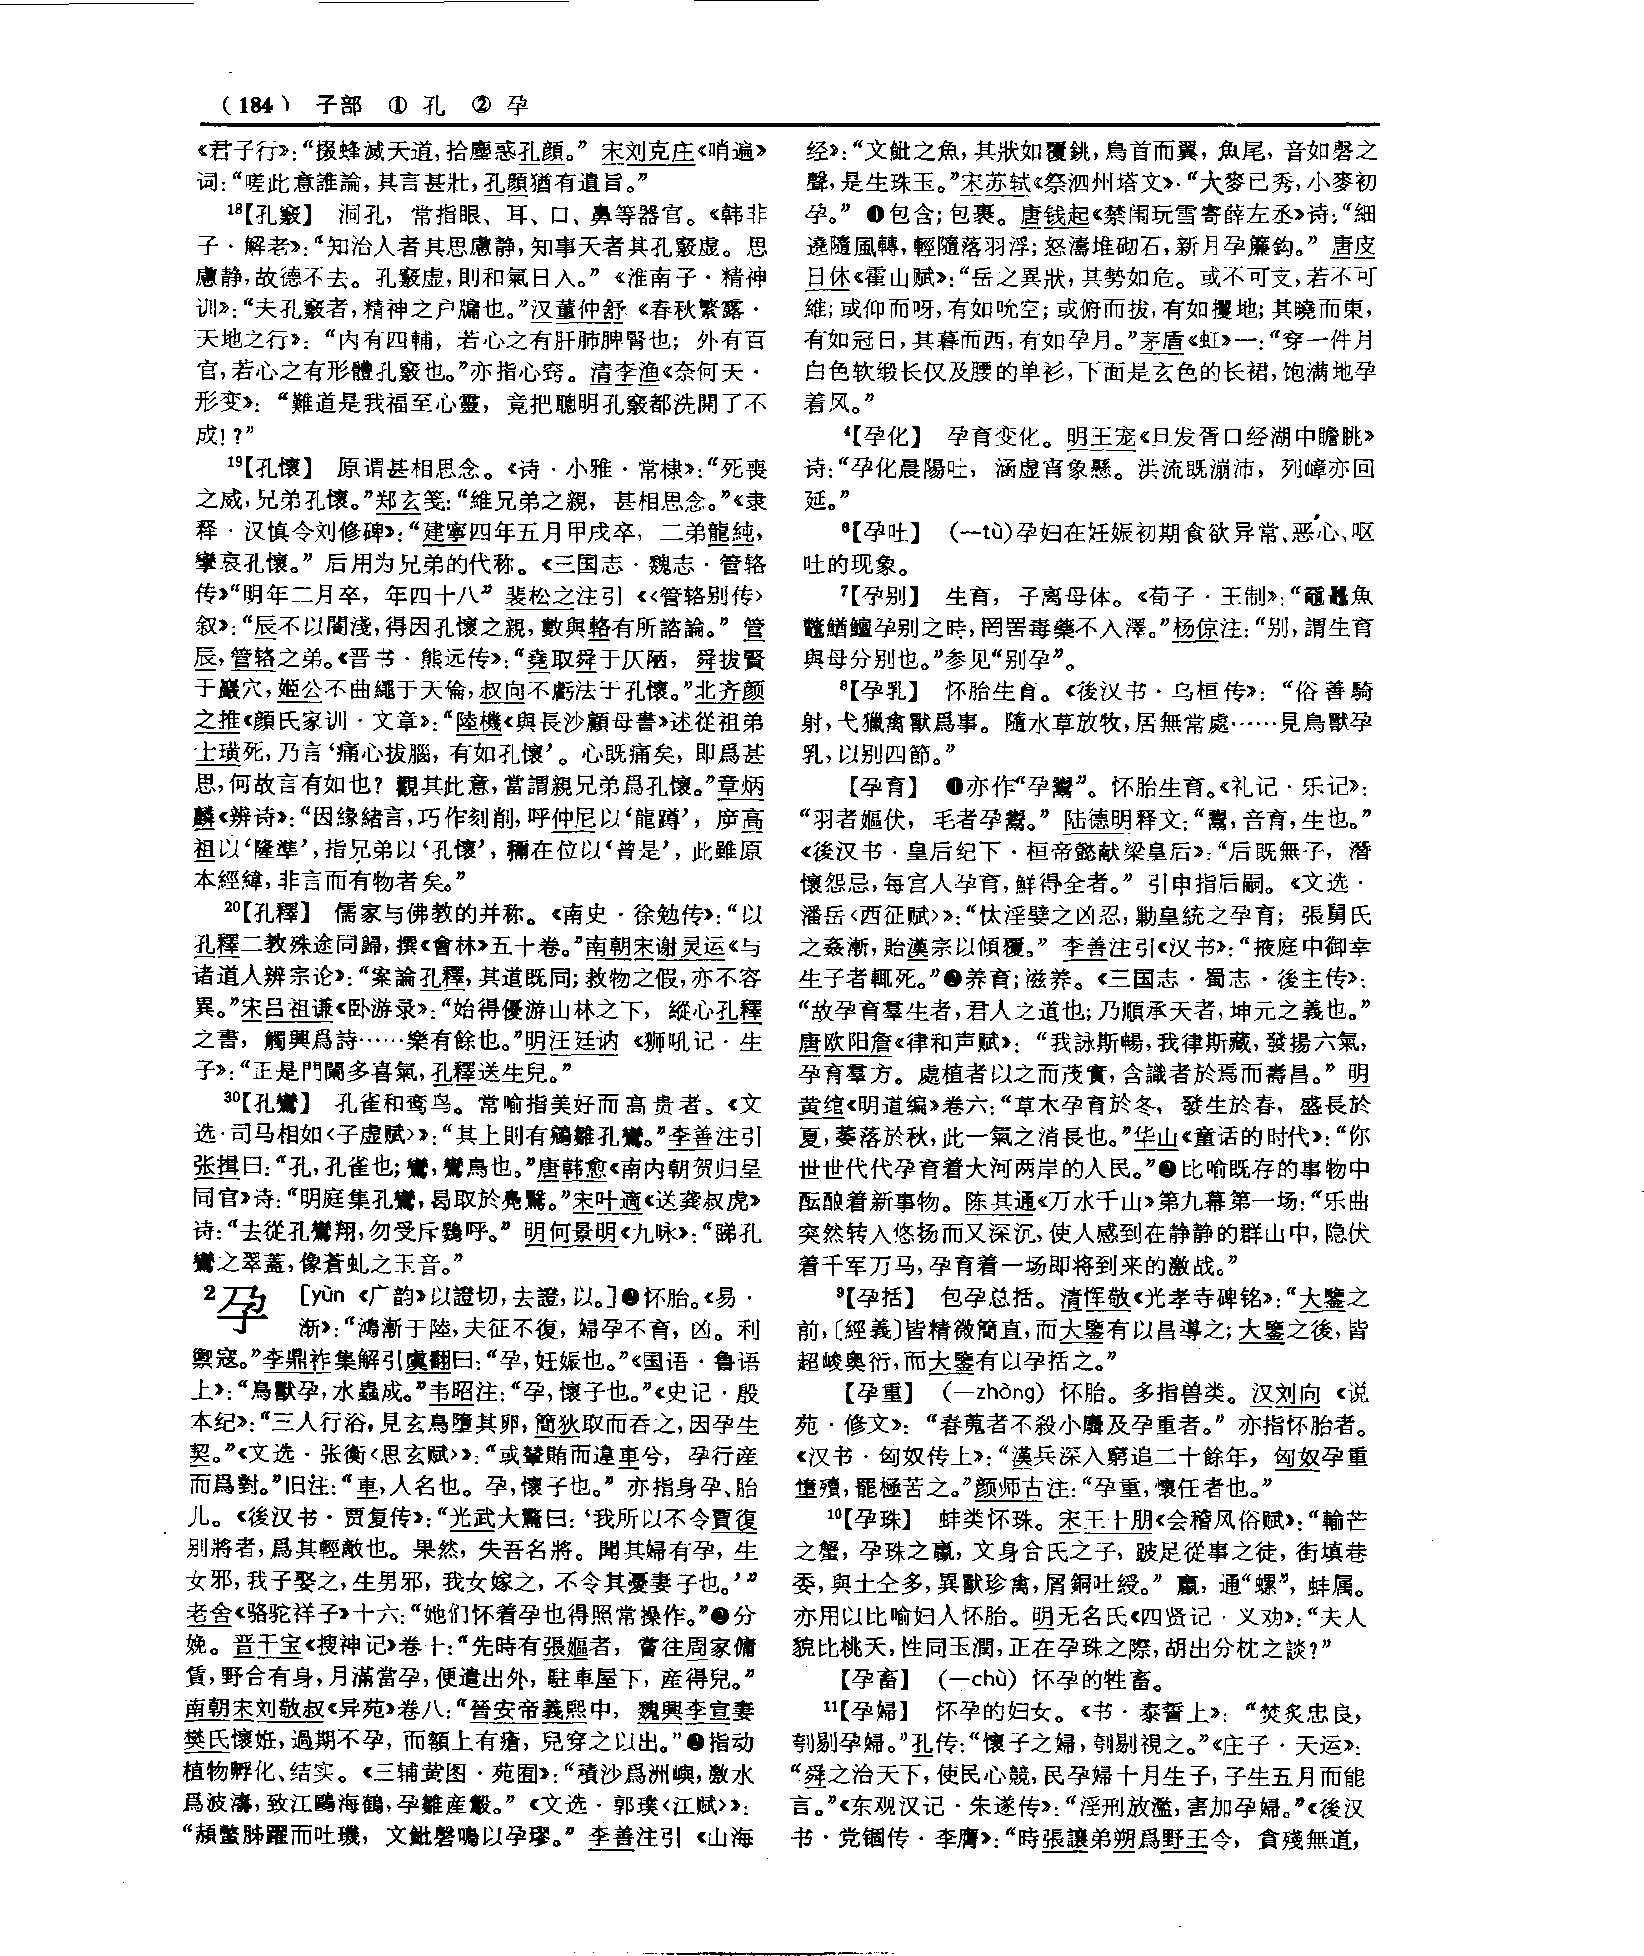 (184) 子部 ① 孔 ② 孕
《君子行》:“掇蜂滅天道,拾塵惑孔顔。” 宋刘克庄《哨遍》
词:“嗟此意誰論,其言甚壯,孔顔猶有遺旨。”
18【孔竅】 洞孔,常指眼、耳、口、鼻等器官。《韩非
子·解老》:“知治人者其思慮静,知事天者其孔竅虚。思
慮静,故德不去。孔竅虚,則和氣日入。” 《淮南子·精神
训》:“夫孔竅者,精神之户牖也。”汉董仲舒《春秋繁露·
天地之行》:“内有四輔,若心之有肝肺脾腎也;外有百
官,若心之有形體孔竅也。”亦指心窍。清李渔《奈何天·
形变》:“難道是我福至心靈,竟把聰明孔竅都洗開了不
成!?”
19【孔懷】 原谓甚相思念。《诗·小雅·常棣》:“死喪
之威,兄弟孔懷。”郑玄笺:“維兄弟之親,甚相思念。”《隶
释·汉慎令刘修碑》:“建寧四年五月甲戌卒,二弟龍純,
孿哀孔懷。” 后用为兄弟的代称。《三国志·魏志·管辂
传》“明年二月卒,年四十八” 裴松之注引《〈管辂别传〉
叙》:“辰不以闇淺,得因孔懷之親,數與輅有所諮論。” 管
辰,管辂之弟。《晋书·熊远传》:“堯取舜于仄陋,舜拔賢
于巖穴,姬公不曲繩于天倫,叔向不虧法于孔懷。”北齐颜
之推《颜氏家训·文章》:“陸機《與長沙顧母書》述從祖弟
士璜死,乃言‘痛心拔腦,有如孔懷’。心既痛矣,即爲甚
思,何故言有如也?觀其此意,當謂親兄弟爲孔懷。”章炳
麟《辨诗》:“因缘緒言,巧作刻削,呼仲尼以‘龍蹲’,斥高
祖以‘隆準’,指兄弟以‘孔懷’,稱在位以‘曾是’,此雖原
本經緯,非言而有物者矣。”
20【孔釋】 儒家与佛教的并称。《南史·徐勉传》:“以
孔釋二教殊途同歸,撰《會林》五十卷。”南朝宋谢灵运《与
诸道人辨宗论》:“案論孔釋,其道既同;救物之假,亦不容
異。”宋吕祖谦《卧游录》:“始得優游山林之下,縱心孔釋
之書,觸興爲詩……樂有餘也。”明汪廷讷《狮吼记·生
子》:“正是門闌多喜氣,孔釋送生兒。”
30【孔鸞】 孔雀和鸾鸟。常喻指美好而高贵者。《文
选·司马相如〈子虚赋〉》:“其上則有鵷雛孔鸞。”李善注引
张揖曰:“孔,孔雀也;鸞,鸞鳥也。”唐韩愈《南内朝贺归呈
同官》诗:“明庭集孔鸞,曷取於鳧鷖。”宋叶適《送龚叔虎》
诗:“去從孔鸞翔,勿受斥鷃呼。” 明何景明《九咏》:“睇孔
鸞之翠蓋,像蒼虬之玉音。”
2孕 [yùn 《广韵》以證切,去證,以。]❶怀胎。《易·
渐》:“鴻漸于陸,夫征不復,婦孕不育,凶。利
禦寇。”李鼎祚集解引虞翻曰:“孕,妊娠也。”《国语·鲁语
上》:“鳥獸孕,水蟲成。”韦昭注:“孕,懷子也。”《史记·殷
本纪》:“三人行浴,見玄鳥墮其卵,簡狄取而吞之,因孕生
契。”《文选·张衡〈思玄赋〉》:“或輦賄而違車兮,孕行産
而爲對。”旧注:“車,人名也。孕,懷子也。” 亦指身孕、胎
儿。《後汉书·贾复传》:“光武大驚曰:‘我所以不令賈復
别將者,爲其輕敵也。果然,失吾名將。聞其婦有孕,生
女邪,我子娶之,生男邪,我女嫁之,不令其憂妻子也。’”
老舍《骆驼祥子》十六:“她们怀着孕也得照常操作。”❷分
娩。晋干宝《搜神记》卷十:“先時有張嫗者,嘗往周家傭
賃,野合有身,月滿當孕,便遣出外,駐車屋下,産得兒。”
南朝宋刘敬叔《异苑》卷八:“晉安帝義熙中,魏興李宣妻
樊氏懷妊,過期不孕,而額上有瘡,兒穿之以出。”❸指动
植物孵化、结实。《三辅黄图·苑囿》:“積沙爲洲嶼,激水
爲波濤,致江鷗海鶴,孕雛産鷇。” 《文选·郭璞〈江赋〉》:
“赬蟞胏躍而吐璣,文魮磬鳴以孕璆。” 李善注引《山海
经》:“文魮之魚,其狀如覆銚,鳥首而翼,魚尾,音如磬之
聲,是生珠玉。”宋苏轼《祭泗州塔文》:“大麥已秀,小麥初
孕。” ❹包含;包裹。唐钱起《禁闱玩雪寄薛左丞》诗:“細
遶隨風轉,輕隨落羽浮;怒濤堆砌石,新月孕簾鈎。” 唐皮
日休《霍山赋》:“岳之異狀,其勢如危。或不可支,若不可
維;或仰而呀,有如吮空;或俯而拔,有如攫地;其曉而東,
有如冠日,其暮而西,有如孕月。”茅盾《虹》一:“穿一件月
白色软缎长仅及腰的单衫,下面是玄色的长裙,饱满地孕
着风。”
4【孕化】 孕育变化。明王宠《旦发胥口经湖中瞻眺》
诗:“孕化晨陽吐,涵虚宵象懸。洪流既漰沛,列嶂亦回
延。”
6【孕吐】 (—tù)孕妇在妊娠初期食欲异常、恶心、呕
吐的现象。
7【孕别】 生育,子离母体。《荀子·王制》:“黿鼉魚
鼈鰌鱣孕别之時,罔罟毒藥不入澤。”杨倞注:“别,謂生育
與母分别也。”参见“别孕”。
8【孕乳】 怀胎生育。《後汉书·乌桓传》:“俗善騎
射,弋獵禽獸爲事。隨水草放牧,居無常處……見鳥獸孕
乳,以别四節。”
【孕育】 ❶亦作“孕鬻”。怀胎生育。《礼记·乐记》:
“羽者嫗伏,毛者孕鬻。” 陆德明释文:“鬻,音育,生也。”
《後汉书·皇后纪下·桓帝懿献梁皇后》:“后既無子,潛
懷怨忌,每宫人孕育,鮮得全者。” 引申指后嗣。《文选·
潘岳〈西征赋〉》:“忲淫嬖之凶忍,勦皇統之孕育;張舅氏
之姦漸,貽漢宗以傾覆。” 李善注引《汉书》:“掖庭中御幸
生子者輒死。”❷养育;滋养。《三国志·蜀志·後主传》:
“故孕育羣生者,君人之道也;乃順承天者,坤元之義也。”
唐欧阳詹《律和声赋》:“我詠斯暢,我律斯藏,發揚六氣,
孕育羣方。處植者以之而茂實,含識者於焉而壽昌。” 明
黄绾《明道编》卷六:“草木孕育於冬,發生於春,盛長於
夏,萎落於秋,此一氣之消長也。”华山《童话的时代》:“你
世世代代孕育着大河两岸的人民。”❸比喻既存的事物中
酝酿着新事物。陈其通《万水千山》第九幕第一场:“乐曲
突然转入悠扬而又深沉,使人感到在静静的群山中,隐伏
着千军万马,孕育着一场即将到来的激战。”
9【孕括】 包孕总括。清恽敬《光孝寺碑铭》:“大鑒之
前,〔經義〕皆精微簡直,而大鑒有以昌導之;大鑒之後,皆
超峻奥衍,而大鑒有以孕括之。”
【孕重】 (—zhòng) 怀胎。多指兽类。汉刘向《说
苑·修文》:“春蒐者不殺小麛及孕重者。” 亦指怀胎者。
《汉书·匈奴传上》:“漢兵深入窮追二十餘年,匈奴孕重
墮殰,罷極苦之。”颜师古注:“孕重,懷任者也。”
10【孕珠】 蚌类怀珠。宋王十朋《会稽风俗赋》:“輸芒
之蟹,孕珠之蠃,文身合氏之子,跛足從事之徒,街填巷
委,與土仝多,異獸珍禽,屑銅吐綬。” 蠃,通“螺”,蚌属。
亦用以比喻妇人怀胎。明无名氏《四贤记·义劝》:“夫人
貌比桃夭,性同玉潤,正在孕珠之際,胡出分枕之談?”
【孕畜】 (—chù) 怀孕的牲畜。
11【孕婦】 怀孕的妇女。《书·泰誓上》:“焚炙忠良,
刳剔孕婦。”孔传:“懷子之婦,刳剔視之。”《庄子·天运》:
“舜之治天下,使民心競,民孕婦十月生子,子生五月而能
言。”《东观汉记·朱遂传》:“淫刑放濫,害加孕婦。”《後汉
书·党锢传·李膺》:“時張讓弟朔爲野王令,貪殘無道,